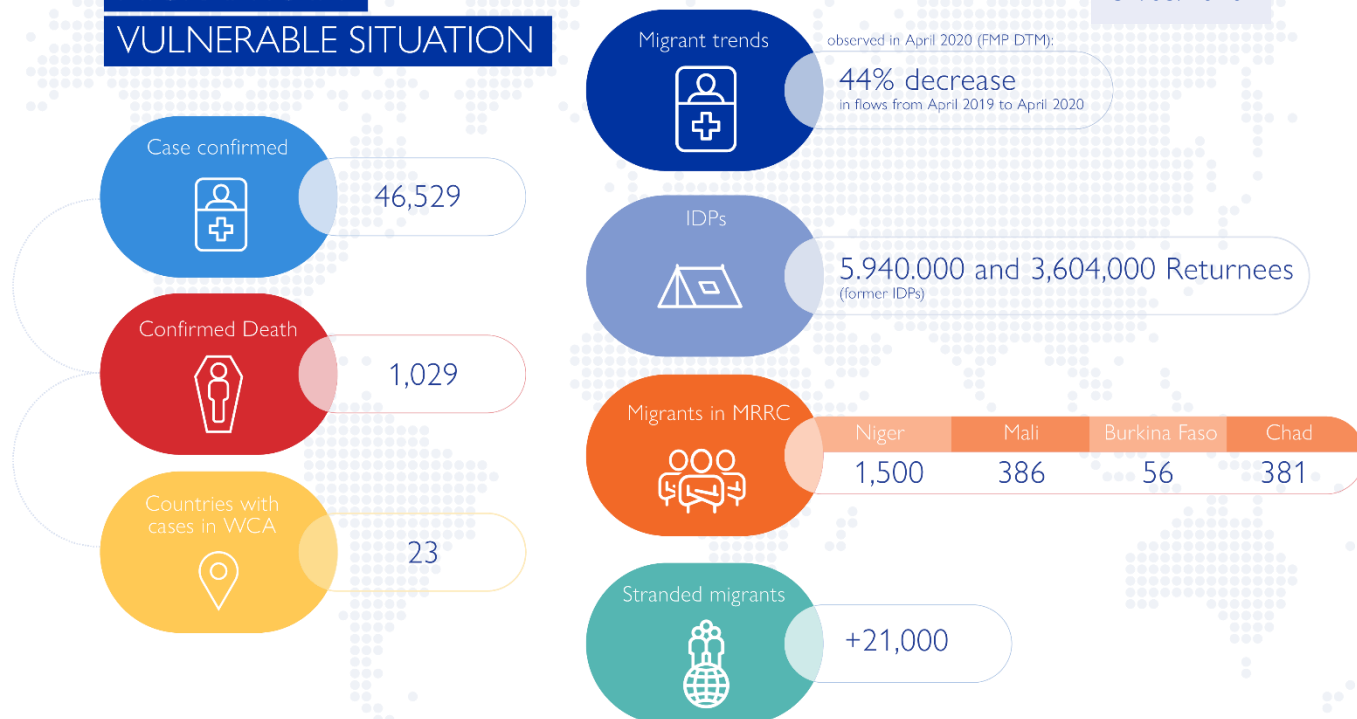 VULNERABLE SITUATION
Case confirmed
46,529
Confirmed Death
1,029
Countries with
cases in WCA
23
Migrant trends
observed in April 2020 (FMP DTM):
44% decrease
in flows from April 2019 to April 2020
IDPs
5.940.000 and 3,604,000 Returnees
(former IDPs)
Migrants in MRRC
Niger Mali Burkina Faso Chad
1,500 386 56 381
Stranded migrants
+21,000